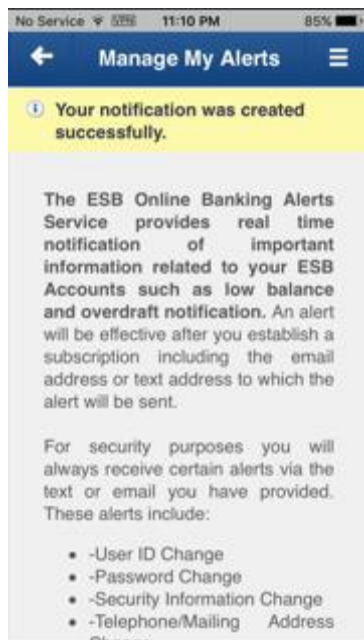 No Service VPN 11:10 PM 85%
Manage My Alerts
Your notification was created
successfully.
The ESB Online Banking Alerts
Service provides real time
notification of important
information related to your ESB
Accounts such as low balance
and overdraft notification. An alert
will be effective after you establish a
subscription including the email
address or text address to which the
alert will be sent.
For security purposes you will
always receive certain alerts via the
text or email you have provided.
These alerts include:
-User ID Change
-Password Change
-Security Information Change
-Telephone/Mailing Address
Change